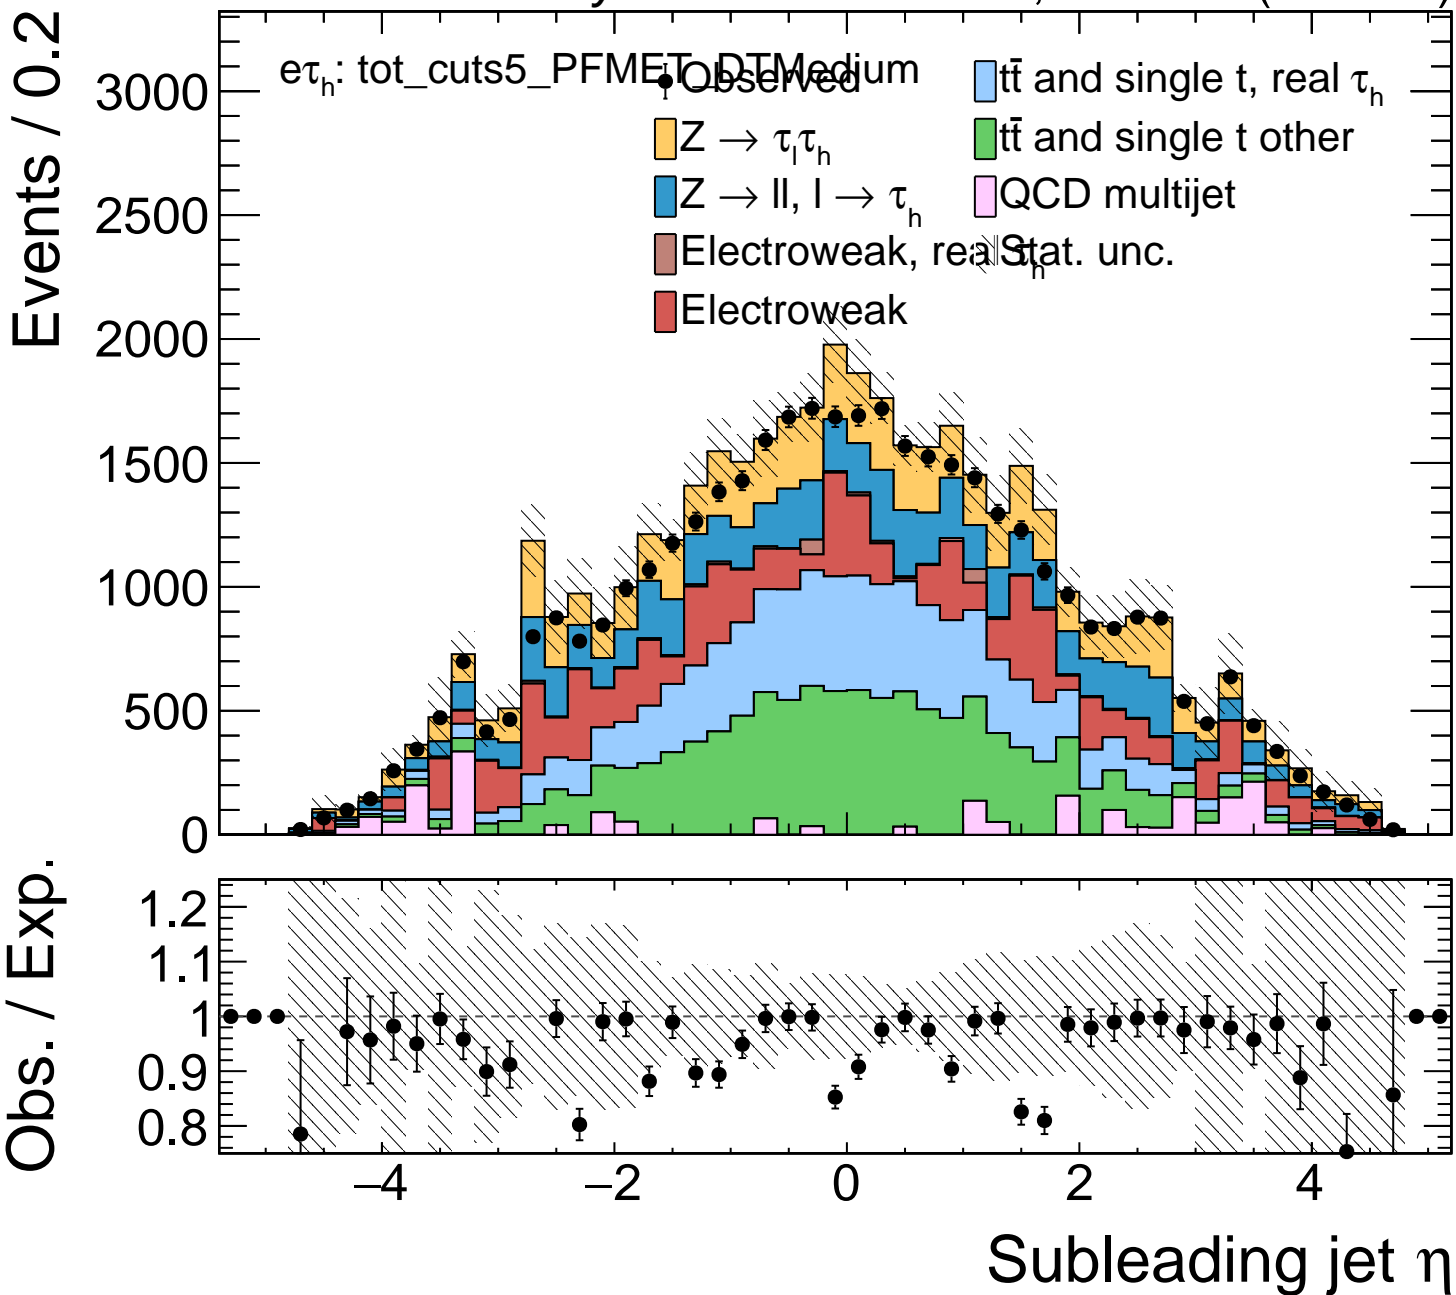 eτh: tot_cuts5_PFMET_DTMedium
Observed
Z → τlτh
Z → ll, l → τh
Electroweak, real τh
Electroweak
tt̄ and single t, real τh
tt̄ and single t other
QCD multijet
Stat. unc.
Events / 0.2
3000
2500
2000
1500
1000
500
0
Obs. / Exp.
1.2
1.1
1
0.9
0.8
−4 −2 0 2 4
Subleading jet η